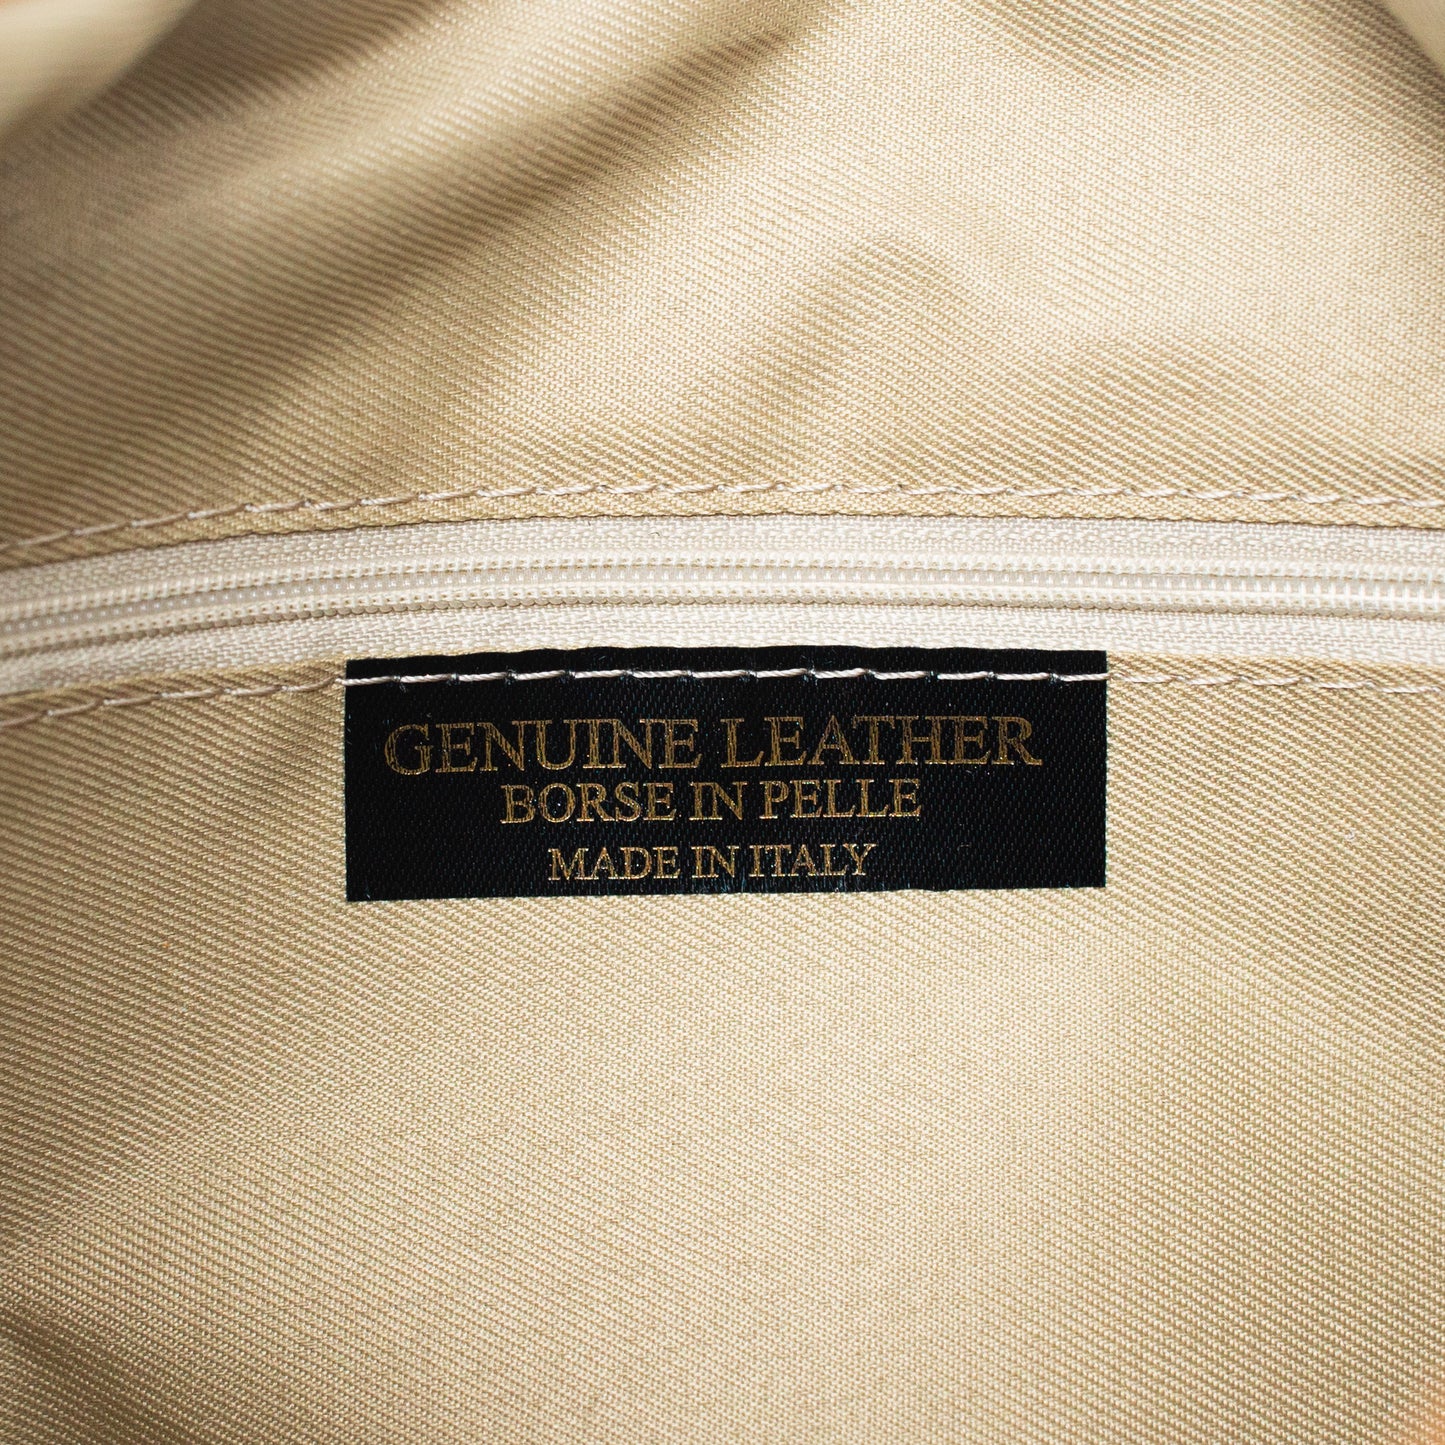 GENUINE LEATHER
BORSE IN PELLE
MADE IN ITALY